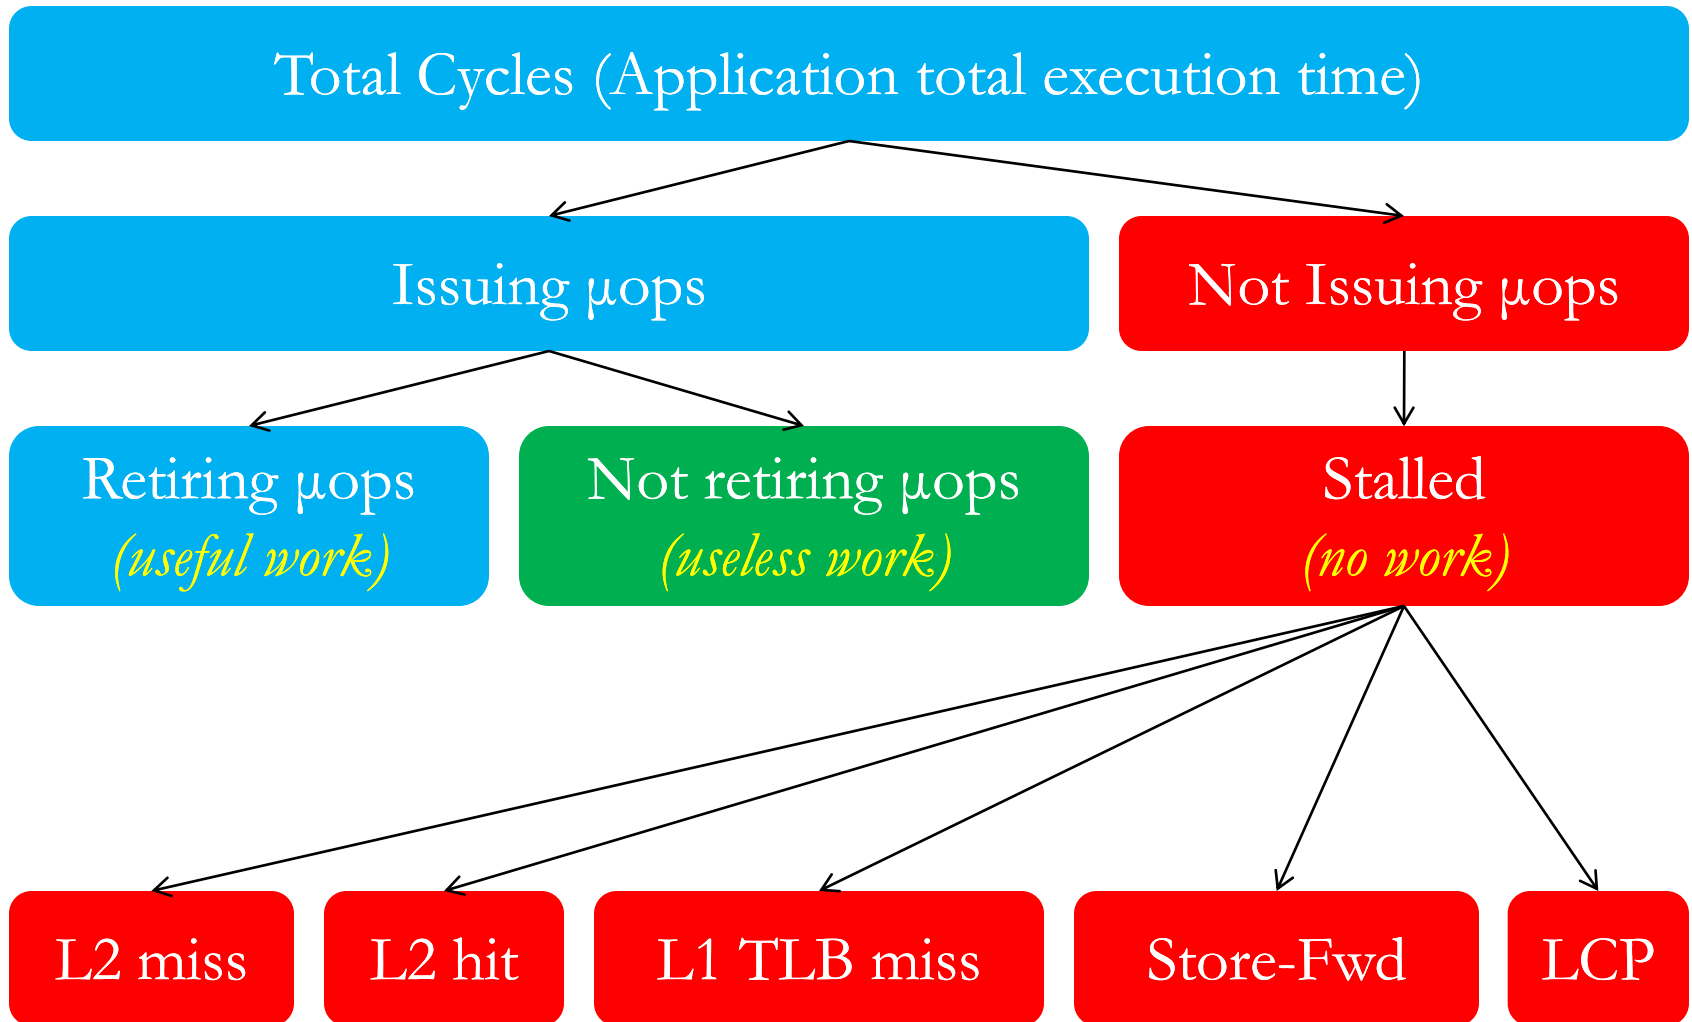 Total Cycles (Application total execution time)
Issuing μops
Not Issuing μops
Retiring μops
(useful work)
Not retiring μops
(useless work)
Stalled
(no work)
L2 miss
L2 hit
L1 TLB miss
Store-Fwd
LCP